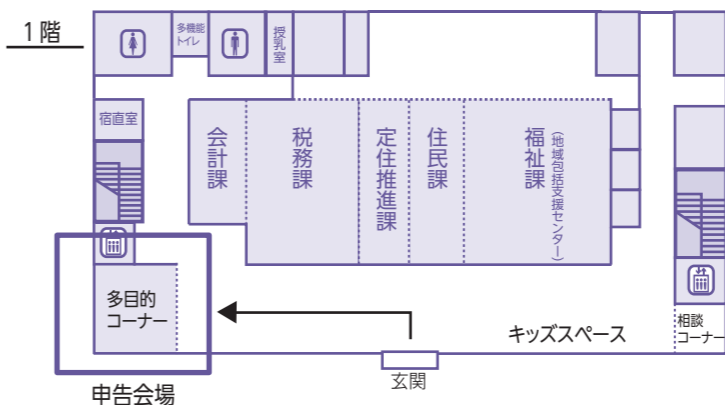 1階
多機能
トイレ
授乳室
宿直室
会計課
税務課
定住推進課
住民課
福祉課
（地域包括支援センター）
多目的
コーナー
キッズスペース
相談
コーナー
玄関
申告会場